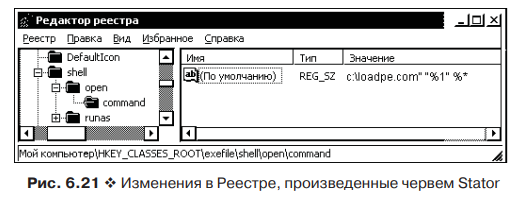 Редактор реестра
Реестр Правка Вид Избранное Справка
DefaultIcon
shell
open
command
runas
Имя Тип Значение
ab (По умолчанию) REG_SZ c:\loadpe.com" "%1" %*
Мой компьютер\HKEY_CLASSES_ROOT\exefile\shell\open\command
Рис. 6.21 ❖ Изменения в Реестре, произведенные червем Stator